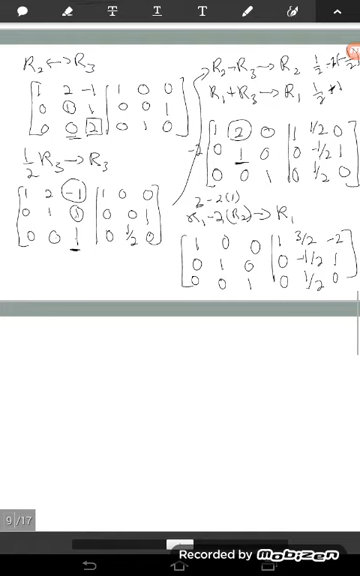 R₂ ↔ R₃
1 2 -1 | 1 0 0
0 1 1 | 0 0 1
0 0 2 | 0 1 0
½R₃ → R₃
1 2 -1 | 1 0 0
0 1 1 | 0 0 1
0 0 1 | 0 ½ 0
R₂ - R₃ → R₂
R₁ + R₃ → R₁
1 2 0 | 1 1/2 0
-2
0 1 0 | 0 -1/2 1
0 0 1 | 0 1/2 0
2 - 2(1)
R₁ - 2(R₂) → R₁
1 0 0 | 1 3/2 -2
0 1 0 | 0 -1/2 1
0 0 1 | 0 1/2 0
9/17
Recorded by Mobizen